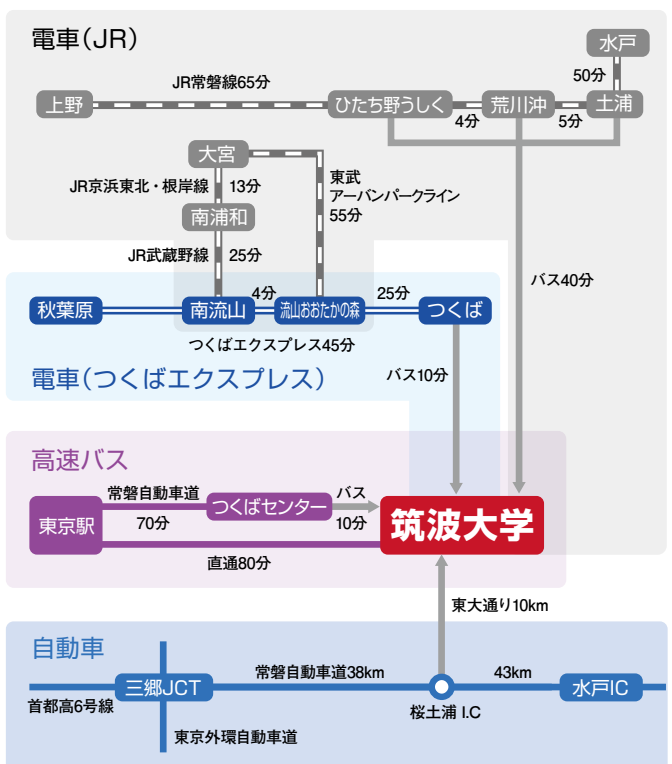 電車(JR)
水戸
50分
JR常磐線65分
上野
ひたち野うしく
4分
荒川沖
5分
土浦
大宮
JR京浜東北・根岸線
13分
東武
アーバンパークライン
55分
南浦和
JR武蔵野線
25分
バス40分
秋葉原
南流山
4分
流山おおたかの森
25分
つくば
つくばエクスプレス45分
電車(つくばエクスプレス)
バス10分
高速バス
東京駅
常磐自動車道
70分
つくばセンター
バス
10分
筑波大学
直通80分
東大通り10km
自動車
首都高6号線
三郷JCT
常磐自動車道38km
43km
水戸IC
桜土浦 I.C
東京外環自動車道